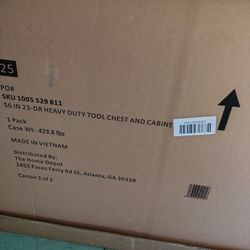 25
PO#
SKU 1005 529 811
56 IN 23-DR HEAVY DUTY TOOL CHEST AND CABINE
1 Pack
Case Wt: 423.8 lbs
MADE IN VIETNAM
Distributed By:
The Home Depot
2455 Paces Ferry Rd SE, Atlanta, GA 30339
Carton 1 of 2